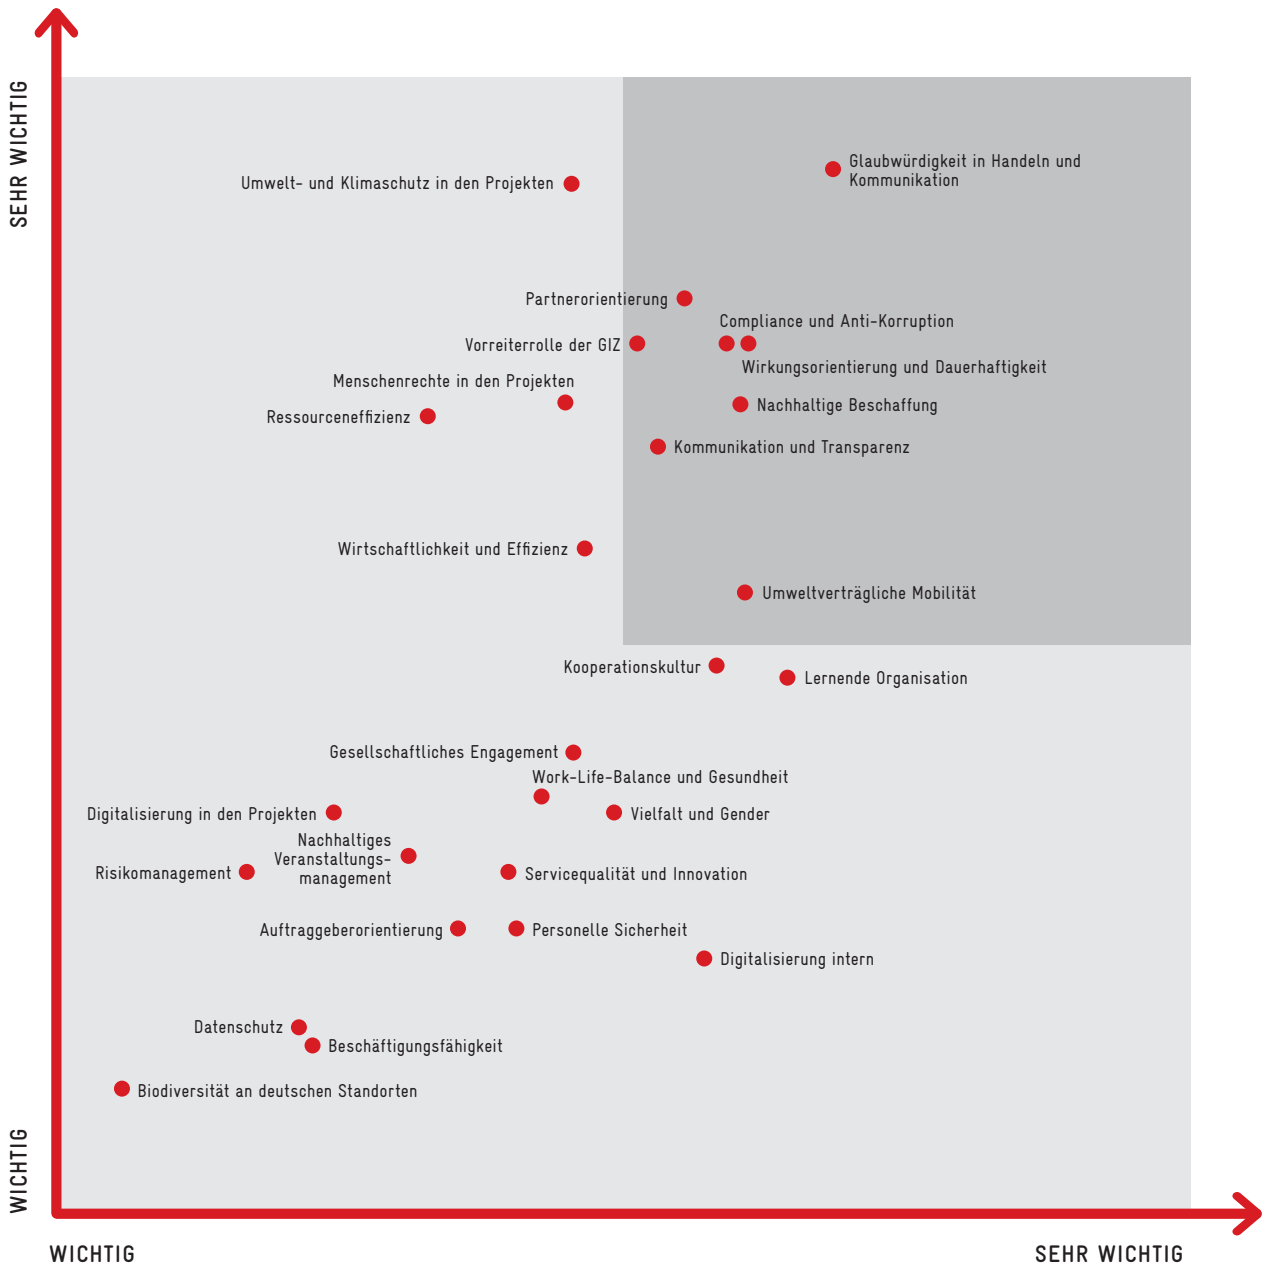 SEHR WICHTIG
Glaubwürdigkeit in Handeln und
Kommunikation
Umwelt- und Klimaschutz in den Projekten
Partnerorientierung
Compliance und Anti-Korruption
Vorreiterrolle der GIZ
Wirkungsorientierung und Dauerhaftigkeit
Menschenrechte in den Projekten
Nachhaltige Beschaffung
Ressourceneffizienz
Kommunikation und Transparenz
Wirtschaftlichkeit und Effizienz
Umweltverträgliche Mobilität
Kooperationskultur
Lernende Organisation
Gesellschaftliches Engagement
Work-Life-Balance und Gesundheit
Digitalisierung in den Projekten
Vielfalt und Gender
Nachhaltiges
Veranstaltungs-
management
Risikomanagement
Servicequalität und Innovation
Auftraggeberorientierung
Personelle Sicherheit
Digitalisierung intern
Datenschutz
Beschäftigungsfähigkeit
Biodiversität an deutschen Standorten
WICHTIG
WICHTIG
SEHR WICHTIG